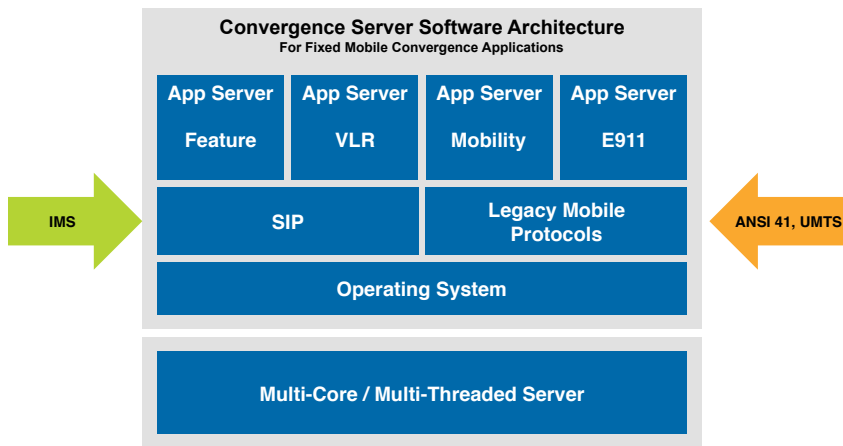 Convergence Server Software Architecture
For Fixed Mobile Convergence Applications
App Server
Feature
App Server
VLR
App Server
Mobility
App Server
E911
IMS
SIP
Legacy Mobile
Protocols
ANSI 41, UMTS
Operating System
Multi-Core / Multi-Threaded Server